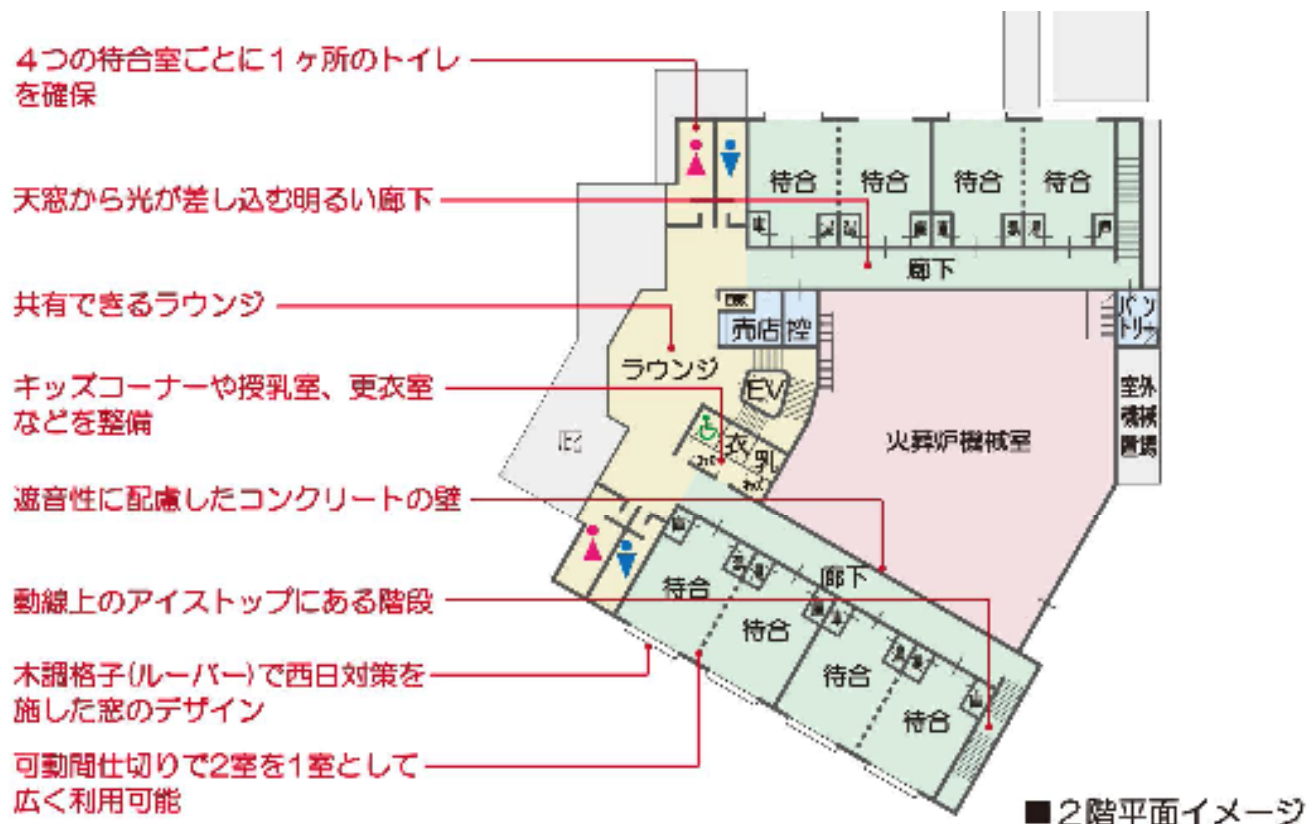 4つの待合室ごとに1ヶ所のトイレ
を確保
天窓から光が差し込む明るい廊下
共有できるラウンジ
キッズコーナーや授乳室、更衣室
などを整備
遮音性に配慮したコンクリートの壁
動線上のアイストップにある階段
木調格子(ルーバー)で西日対策を
施した窓のデザイン
可動間仕切りで2室を1室として
広く利用可能
待合
待合
待合
待合
廊下
売店
控
パン
トリー
ラウンジ
EV
室外
機械
置場
衣
乳
火葬炉機械室
廊下
待合
待合
待合
待合
■2階平面イメージ